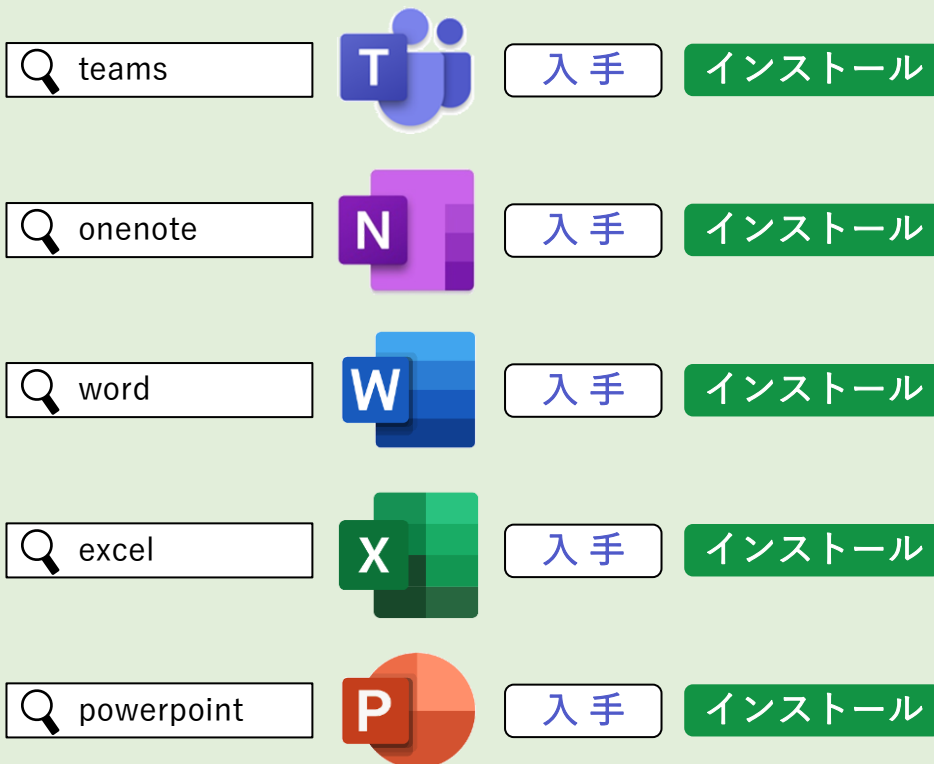 teams T 入手 インストール
onenote N 入手 インストール
word W 入手 インストール
excel X 入手 インストール
powerpoint P 入手 インストール